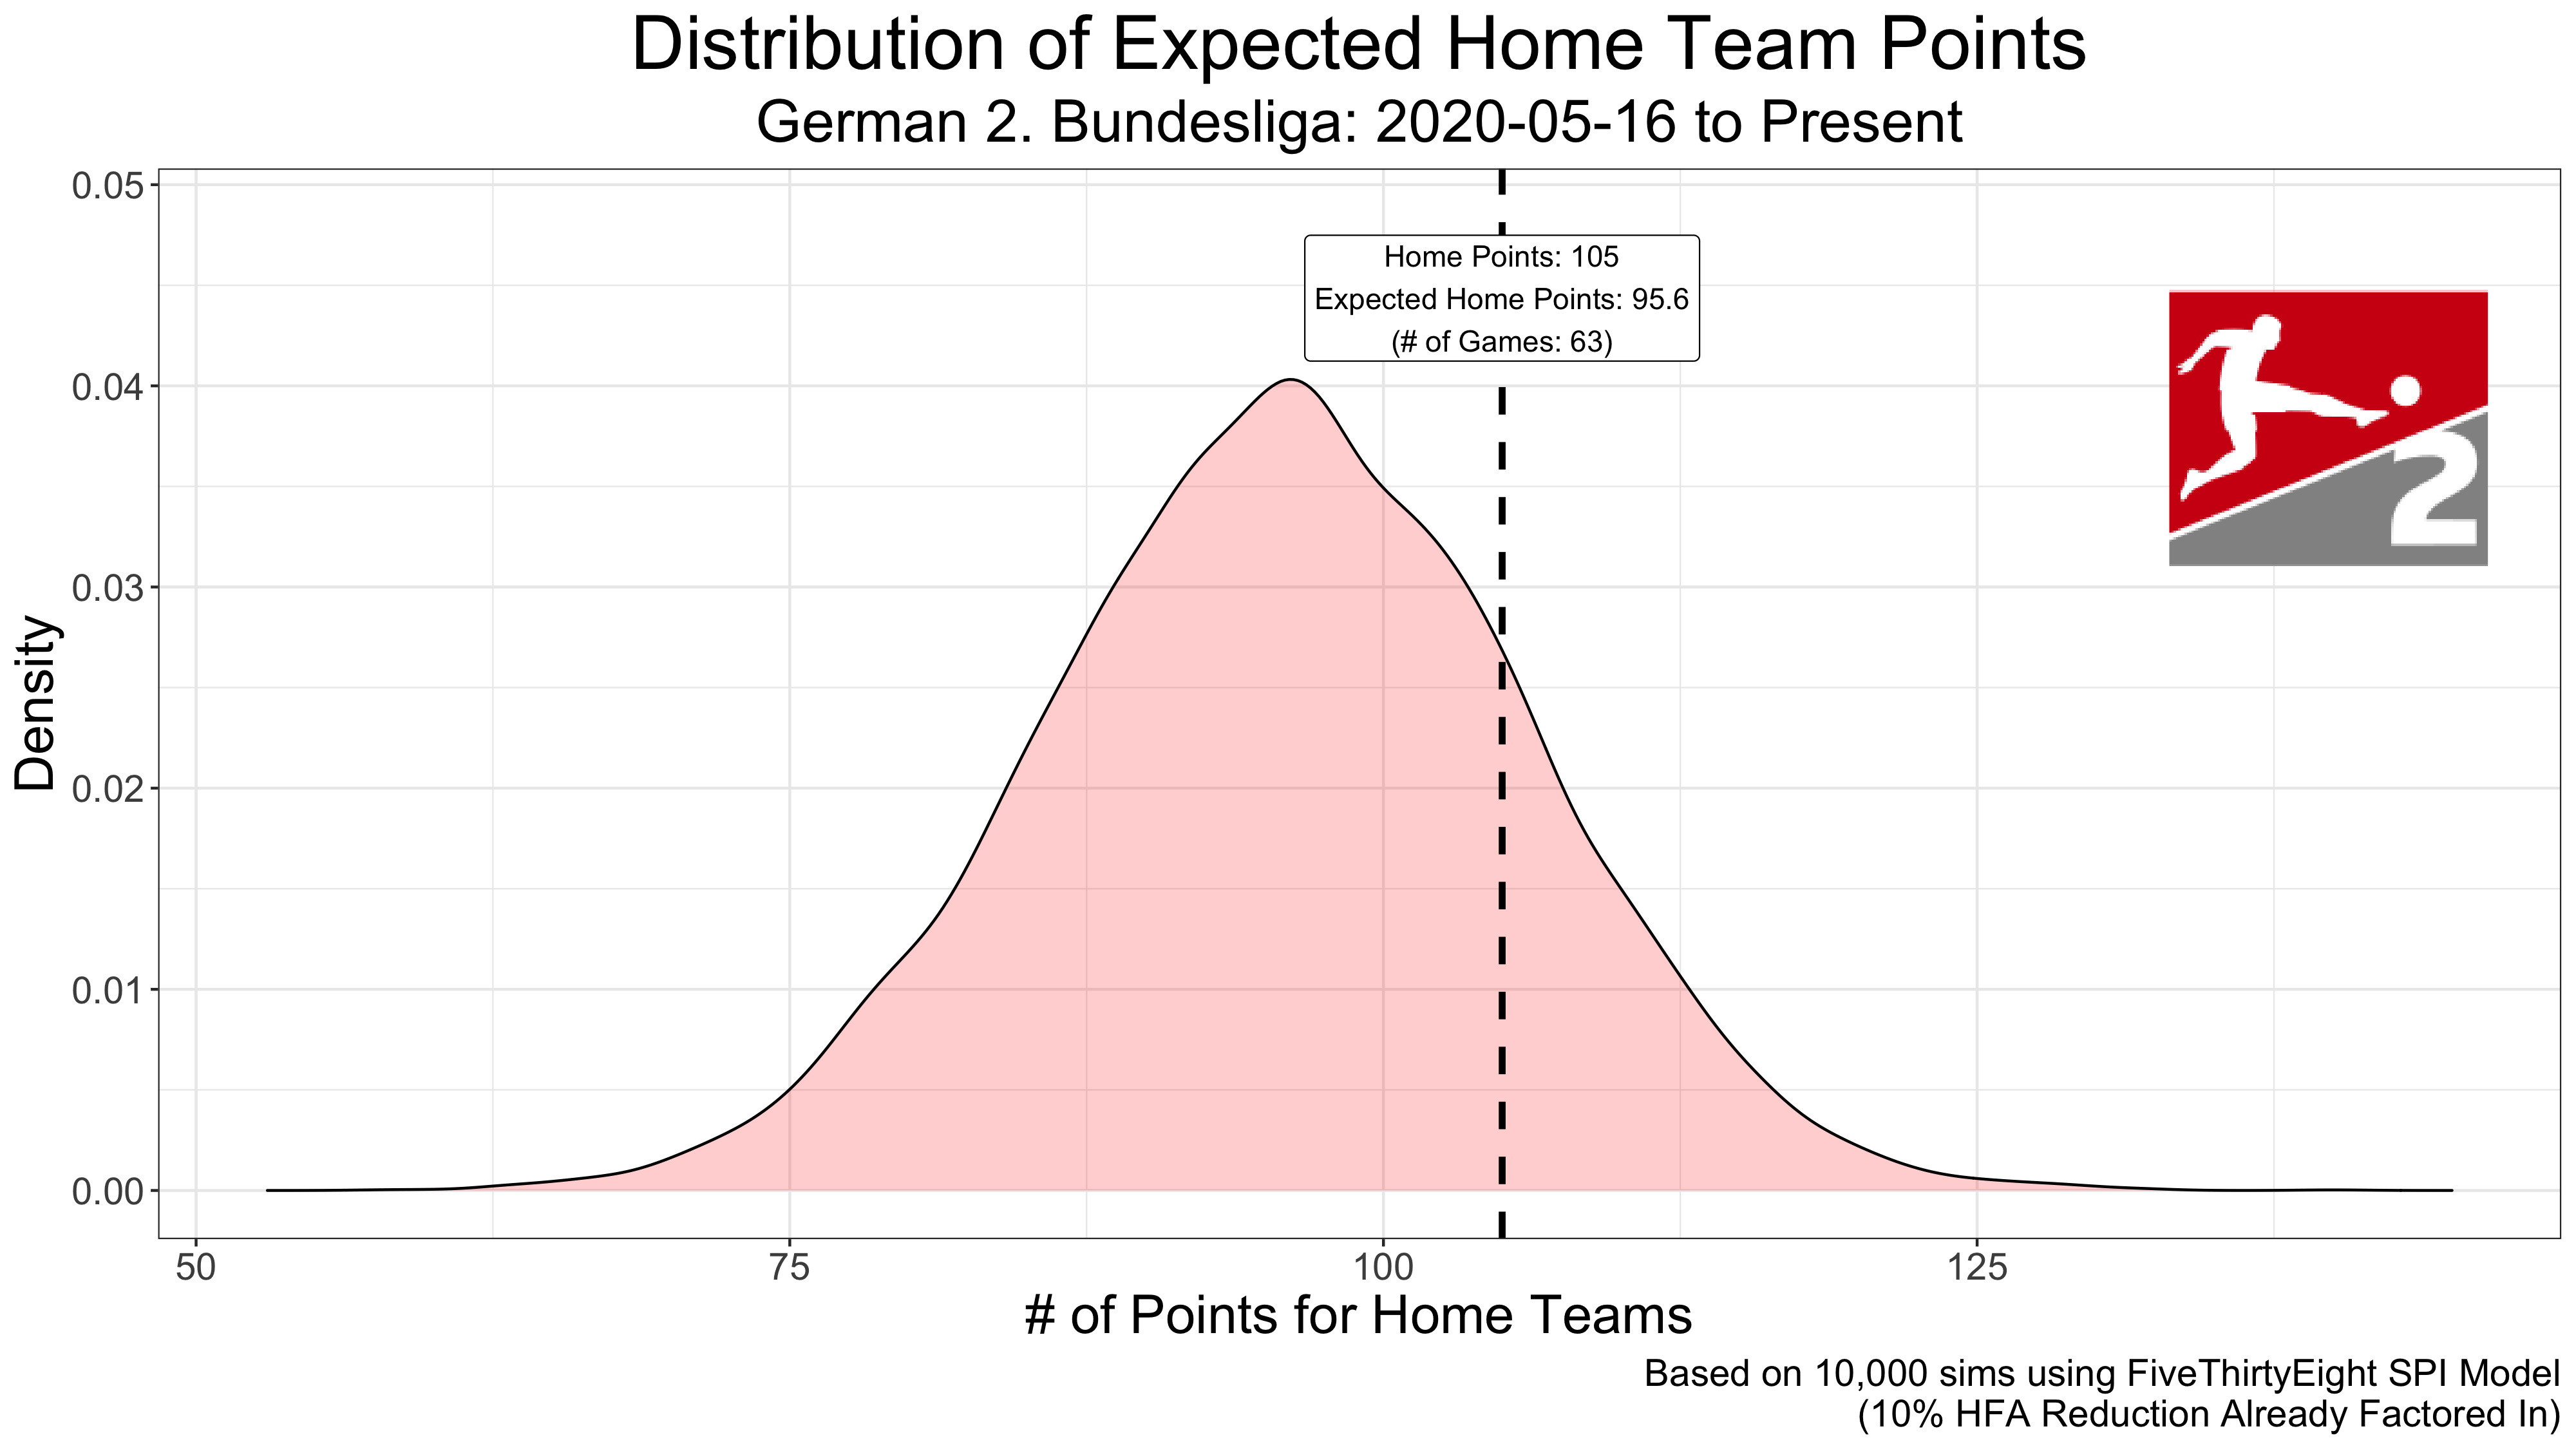 Distribution of Expected Home Team Points
German 2. Bundesliga: 2020-05-16 to Present
0.05
Home Points: 105
Expected Home Points: 95.6
(# of Games: 63)
0.04
2
0.03
Density
0.02
0.01
0.00
50 75 100 125
# of Points for Home Teams
Based on 10,000 sims using FiveThirtyEight SPI Model
(10% HFA Reduction Already Factored In)